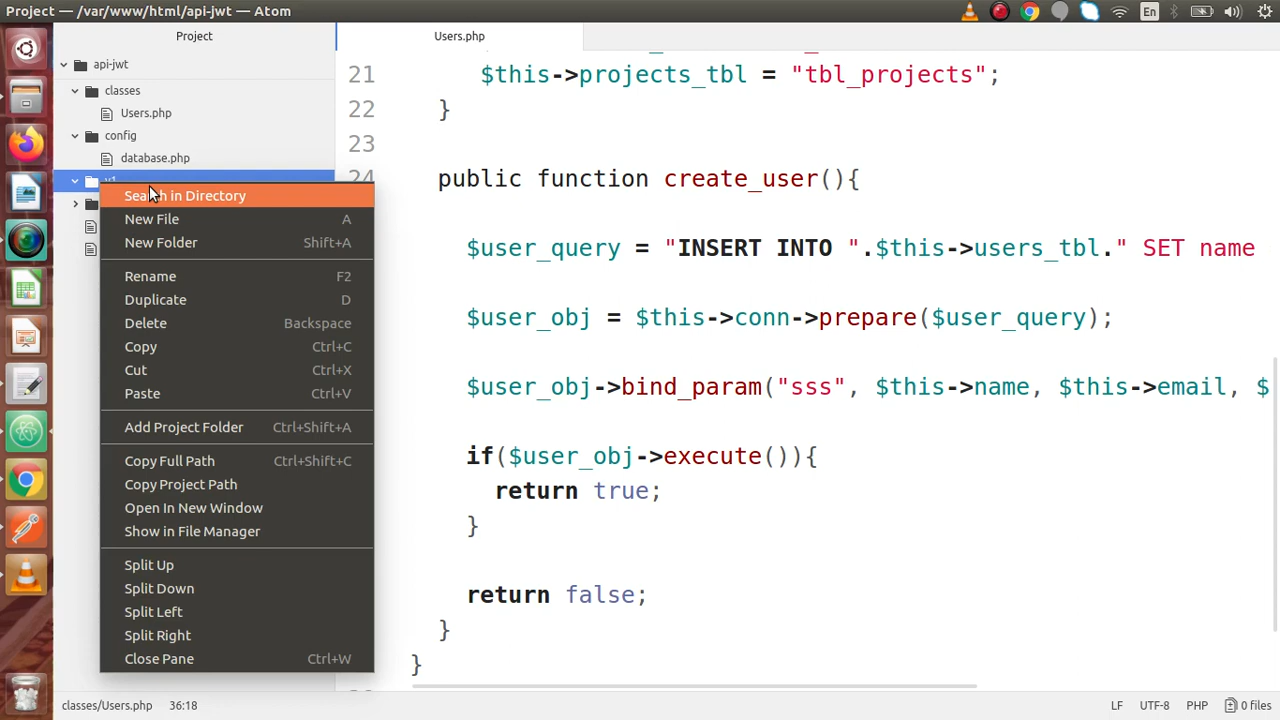 Project — /var/www/html/api-jwt — Atom
En
Project
Users.php
api-jwt
classes
Users.php
config
database.php
Search in Directory
New File A
New Folder Shift+A
Rename F2
Duplicate D
Delete Backspace
Copy Ctrl+C
Cut Ctrl+X
Paste Ctrl+V
Add Project Folder Ctrl+Shift+A
Copy Full Path Ctrl+Shift+C
Copy Project Path
Open In New Window
Show in File Manager
Split Up
Split Down
Split Left
Split Right
Close Pane Ctrl+W
21 $this->projects_tbl = "tbl_projects";
22 }
23
24 public function create_user(){
$user_query = "INSERT INTO ".$this->users_tbl." SET name
$user_obj = $this->conn->prepare($user_query);
$user_obj->bind_param("sss", $this->name, $this->email, $
if($user_obj->execute()){
return true;
}
return false;
}
}
classes/Users.php 36:18 LF UTF-8 PHP 0 files